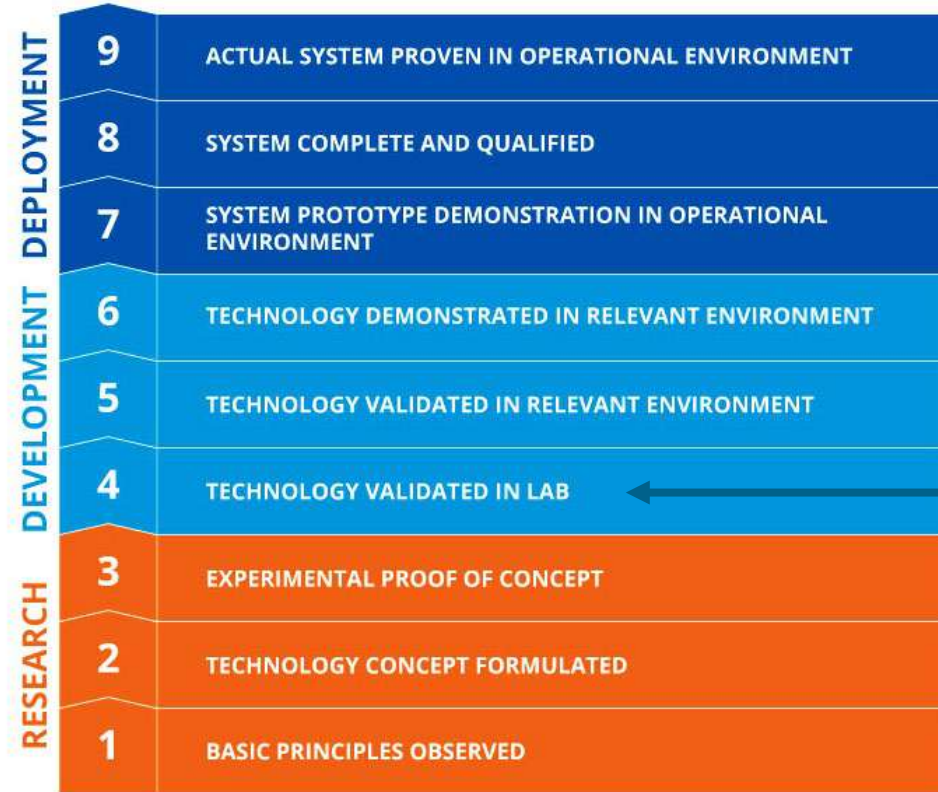 DEPLOYMENT
9
ACTUAL SYSTEM PROVEN IN OPERATIONAL ENVIRONMENT
8
SYSTEM COMPLETE AND QUALIFIED
7
SYSTEM PROTOTYPE DEMONSTRATION IN OPERATIONAL
ENVIRONMENT
DEVELOPMENT
6
TECHNOLOGY DEMONSTRATED IN RELEVANT ENVIRONMENT
5
TECHNOLOGY VALIDATED IN RELEVANT ENVIRONMENT
4
TECHNOLOGY VALIDATED IN LAB
RESEARCH
3
EXPERIMENTAL PROOF OF CONCEPT
2
TECHNOLOGY CONCEPT FORMULATED
1
BASIC PRINCIPLES OBSERVED